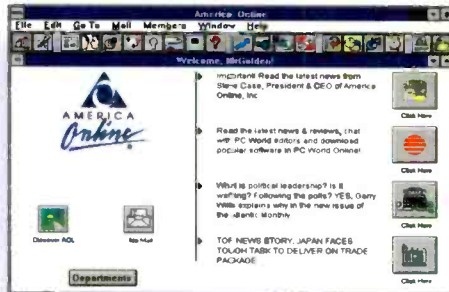 America Online
File Edit Go To Mail Members Window Help
Welcome, McGolden!
Important! Read the latest news from
Steve Case, President & CEO of America
Online, Inc
Click Here
AMERICA
Online
Read the latest news & reviews, chat
with PC World editors and download
popular software in PC World Online!
Click Here
What is political leadership? Is it
waffling? Following the polls? YES, Garry
Wills explains why in the new issue of
the Atlantic Monthly
Click Here
Discover AOL
No Mail
TOP NEWS STORY: JAPAN FACES
TOUGH TASK TO DELIVER ON TRADE
PACKAGE
Click Here
Departments